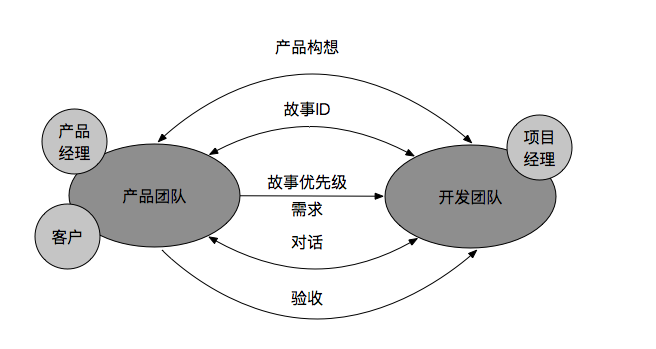 产品构想
故事ID
产品
经理
项目
经理
故事优先级
产品团队
开发团队
需求
客户
对话
验收